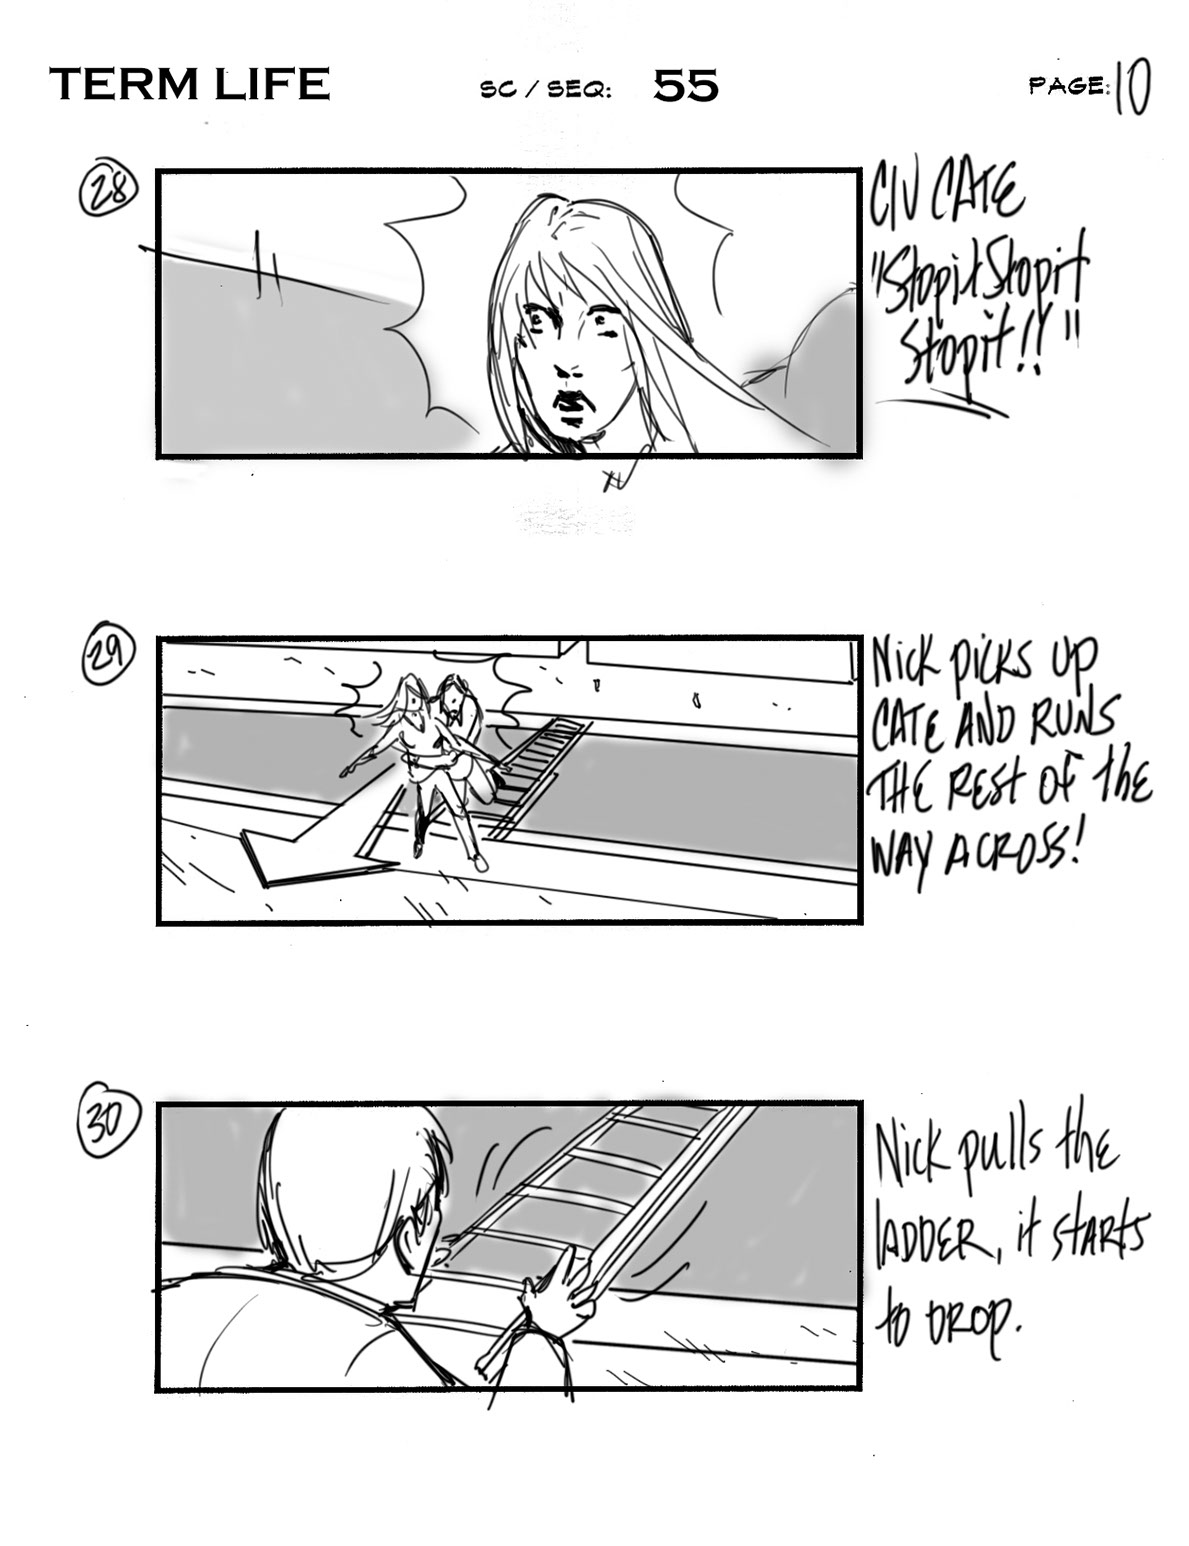 TERM LIFE
SC / SEQ: 55
PAGE: 10
28
C/U CATE
"Stopit Stopit
Stopit!!"
29
Nick picks up
CATE AND RUNS
THE REST OF the
WAY ACROSS!
30
Nick pulls the
LADDER, it starts
to DROP.